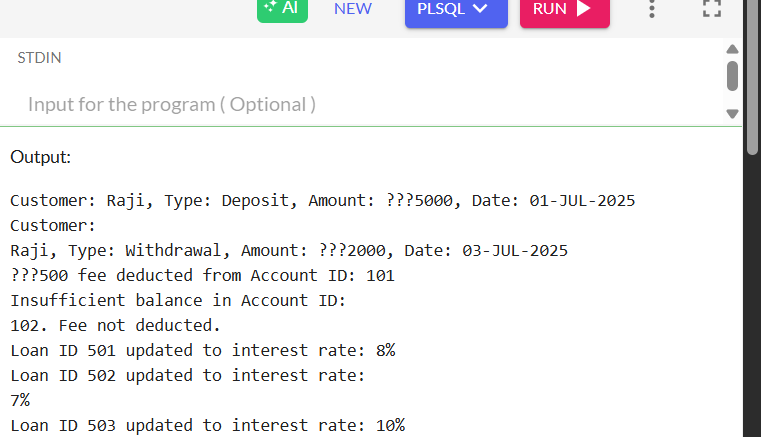 AI NEW PLSQL RUN
STDIN
Input for the program ( Optional )
Output:
Customer: Raji, Type: Deposit, Amount: ???5000, Date: 01-JUL-2025
Customer:
Raji, Type: Withdrawal, Amount: ???2000, Date: 03-JUL-2025
???500 fee deducted from Account ID: 101
Insufficient balance in Account ID:
102. Fee not deducted.
Loan ID 501 updated to interest rate: 8%
Loan ID 502 updated to interest rate:
7%
Loan ID 503 updated to interest rate: 10%